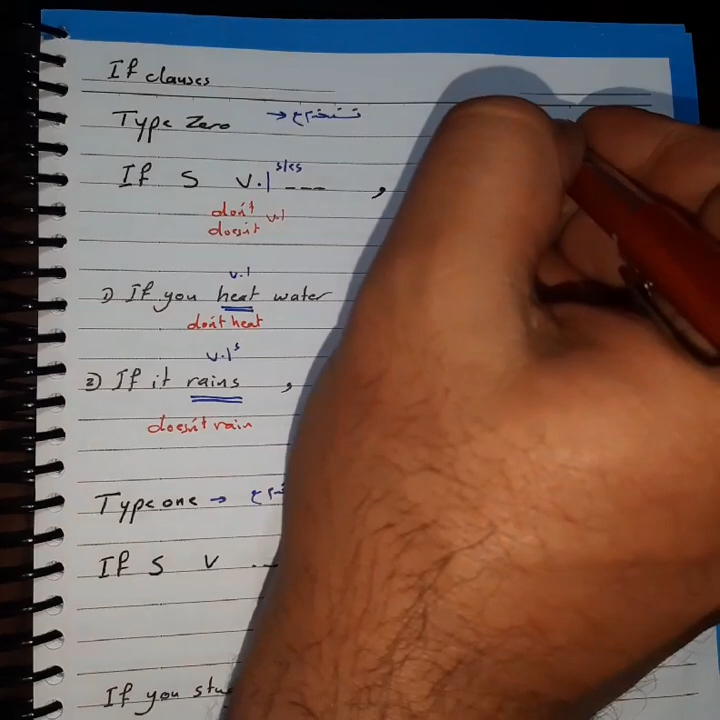 If clauses
Type Zero →
If S v.1 s/es --- ,
don't
doesn't v.1
v.1
1) If you heat water
don't heat
v.1s
2) If it rains ,
doesn't rain
Type one →
If S V ---
If you